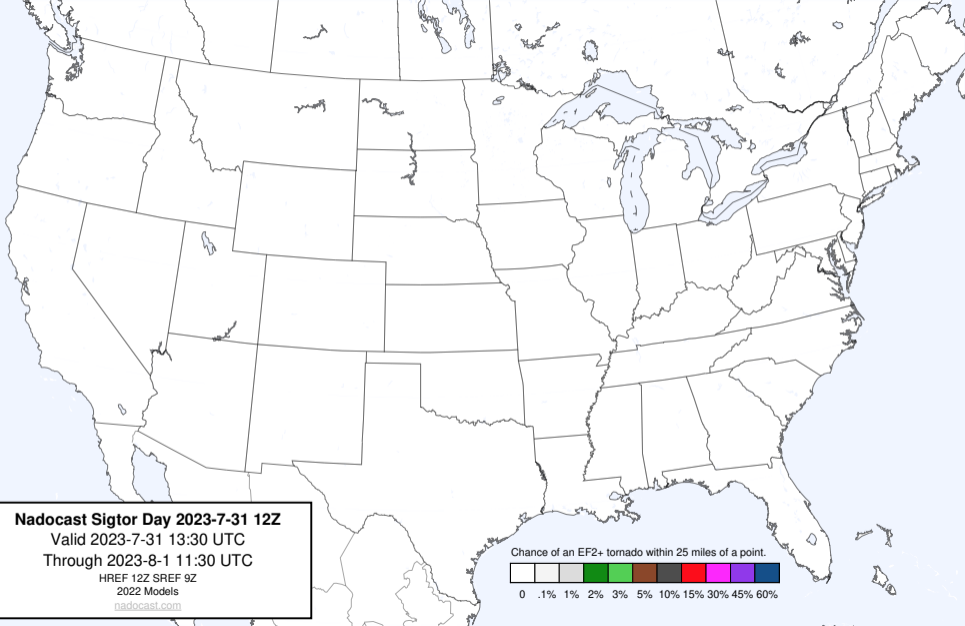 Nadocast Sigtor Day 2023-7-31 12Z
Valid 2023-7-31 13:30 UTC
Through 2023-8-1 11:30 UTC
HREF 12Z SREF 9Z
2022 Models
nadocast.com
Chance of an EF2+ tornado within 25 miles of a point.
0 .1% 1% 2% 3% 5% 10% 15% 30% 45% 60%